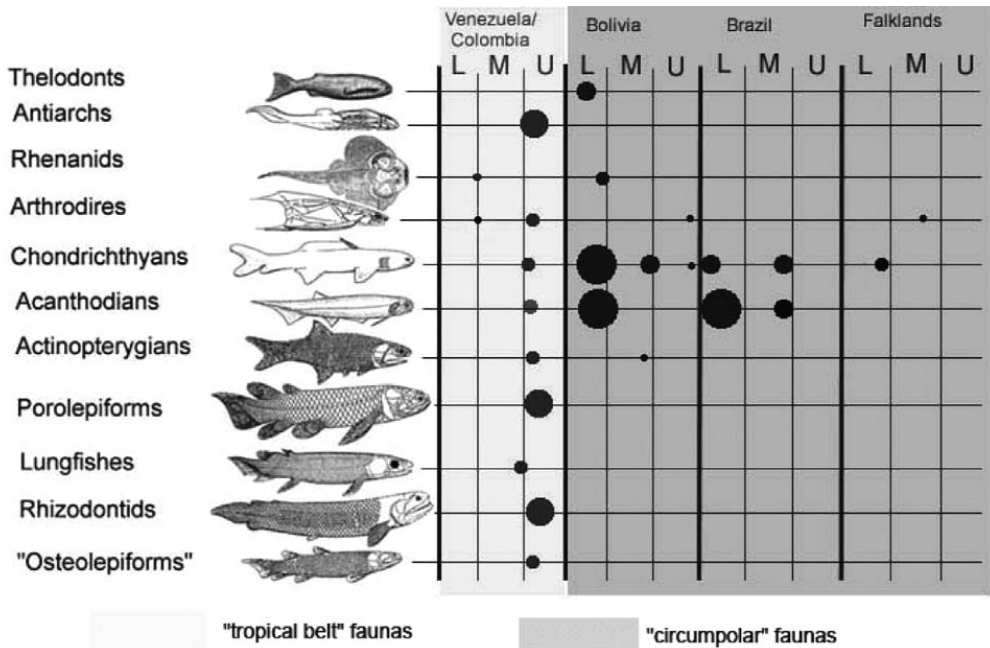 Venezuela/
Colombia
Bolivia
Brazil
Falklands
L M U L M U L M U L M U
Thelodonts
Antiarchs
Rhenanids
Arthrodires
Chondrichthyans
Acanthodians
Actinopterygians
Porolepiforms
Lungfishes
Rhizodontids
"Osteolepiforms"
"tropical belt" faunas
"circumpolar" faunas